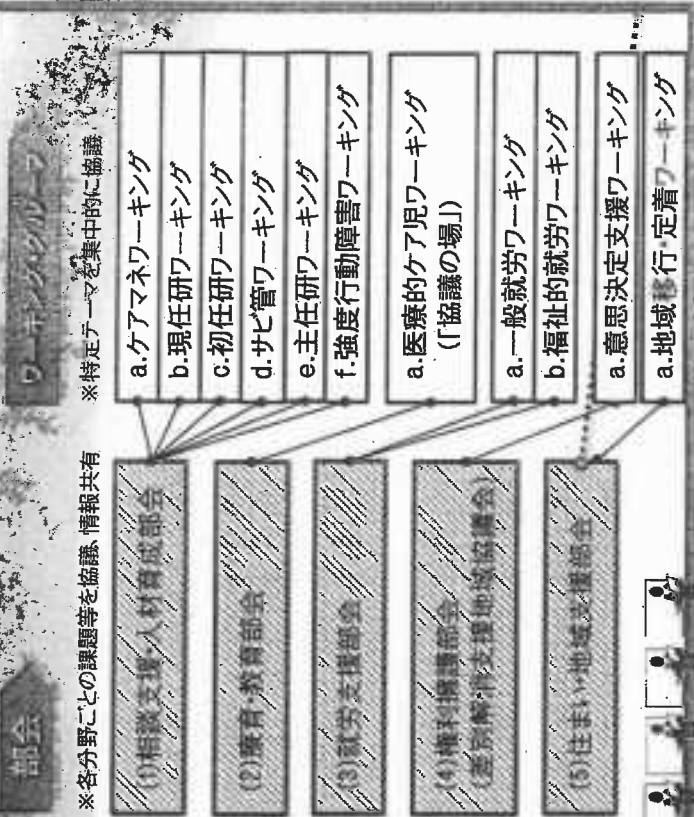 部会
※各分野ごとの課題等を協議、情報共有
(1)相談支援・人材育成部会
(2)療育・教育部会
(3)就労支援部会
(4)権利擁護部会
(差別解消支援地域協議会)
(5)住まい・地域支援部会
ワーキンググループ
※特定テーマを集中的に協議
a.ケアマネワーキング
b.現任研ワーキング
c.初任研ワーキング
d.サビ管ワーキング
e.主任研ワーキング
f.強度行動障害ワーキング
a.医療的ケア児ワーキング
(「協議の場」)
a.一般就労ワーキング
b.福祉的就労ワーキング
a.意思決定支援ワーキング
a.地域移行・定着ワーキング